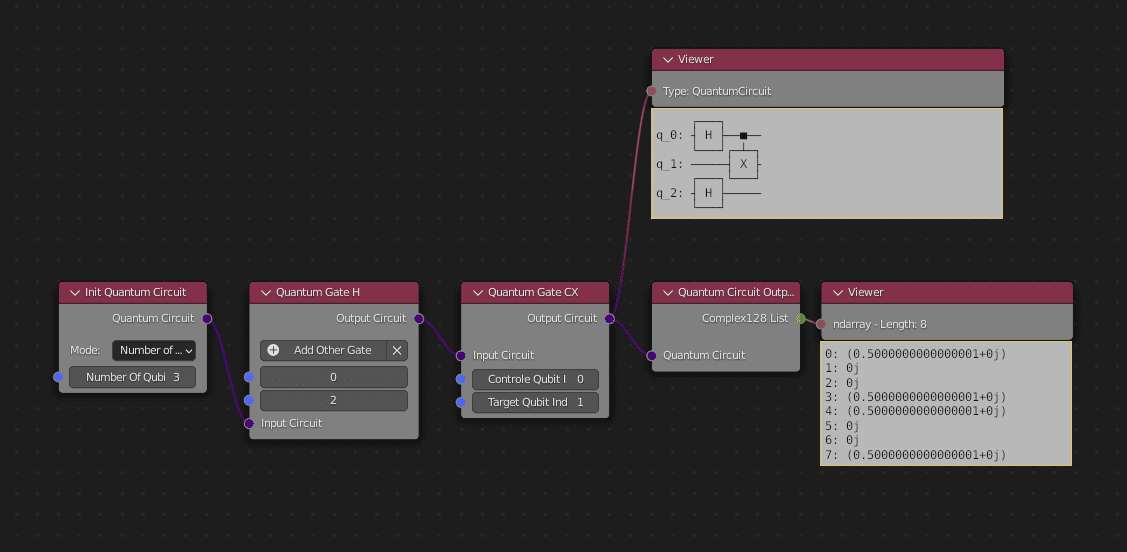 Viewer
Type: QuantumCircuit
q_0: H
q_1: X
q_2: H
Init Quantum Circuit
Quantum Circuit
Mode: Number of ...
Number Of Qubi 3
Quantum Gate H
Output Circuit
Add Other Gate
0
2
Input Circuit
Quantum Gate CX
Output Circuit
Input Circuit
Controle Qubit I 0
Target Qubit Ind 1
Quantum Circuit Outp...
Complex128 List
Quantum Circuit
Viewer
ndarray - Length: 8
0: (0.5000000000000001+0j)
1: 0j
2: 0j
3: (0.5000000000000001+0j)
4: (0.5000000000000001+0j)
5: 0j
6: 0j
7: (0.5000000000000001+0j)